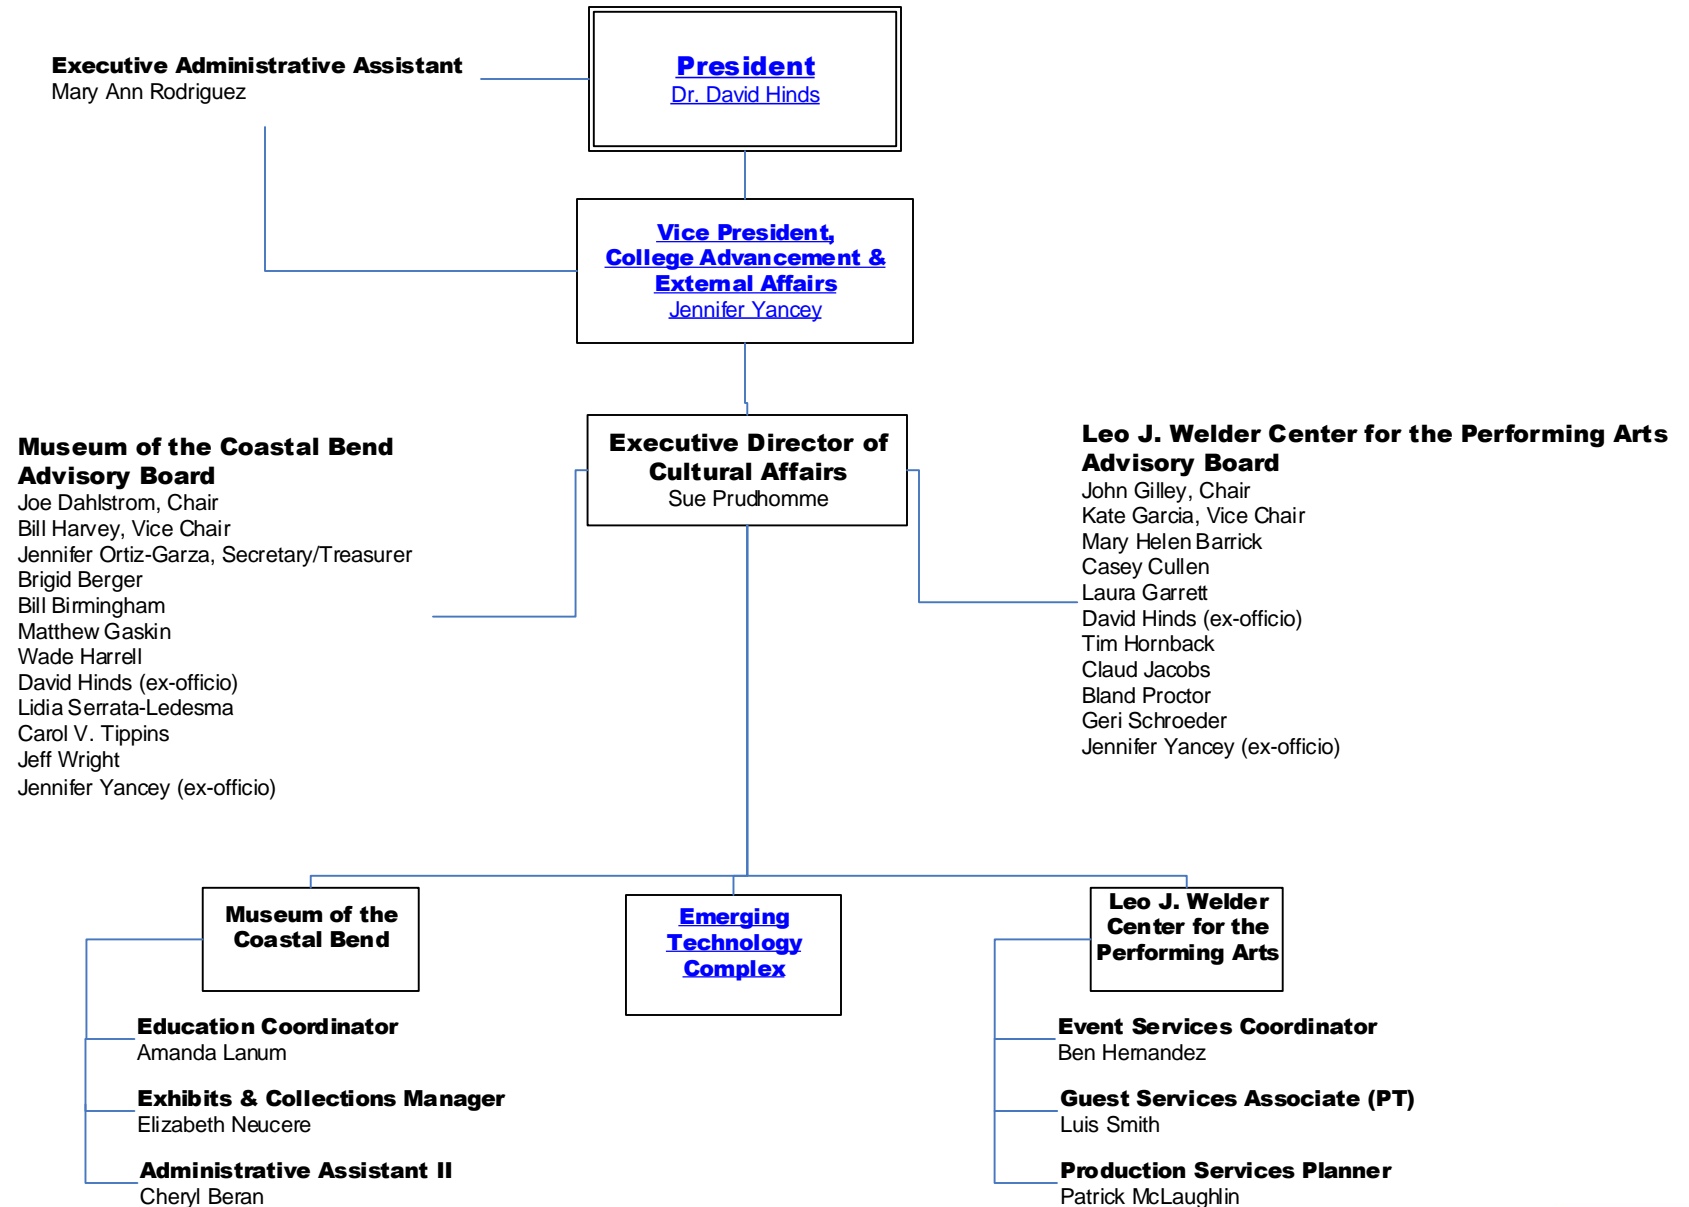 Executive Administrative Assistant
Mary Ann Rodriguez
President
Dr. David Hinds
Vice President,
College Advancement &
External Affairs
Jennifer Yancey
Executive Director of
Cultural Affairs
Sue Prudhomme
Museum of the Coastal Bend
Advisory Board
Joe Dahlstrom, Chair
Bill Harvey, Vice Chair
Jennifer Ortiz-Garza, Secretary/Treasurer
Brigid Berger
Bill Birmingham
Matthew Gaskin
Wade Harrell
David Hinds (ex-officio)
Lidia Serrata-Ledesma
Carol V. Tippins
Jeff Wright
Jennifer Yancey (ex-officio)
Leo J. Welder Center for the Performing Arts
Advisory Board
John Gilley, Chair
Kate Garcia, Vice Chair
Mary Helen Barrick
Casey Cullen
Laura Garrett
David Hinds (ex-officio)
Tim Hornback
Claud Jacobs
Bland Proctor
Geri Schroeder
Jennifer Yancey (ex-officio)
Museum of the
Coastal Bend
Education Coordinator
Amanda Lanum
Exhibits & Collections Manager
Elizabeth Neucere
Administrative Assistant II
Cheryl Beran
Emerging
Technology
Complex
Leo J. Welder
Center for the
Performing Arts
Event Services Coordinator
Ben Hernandez
Guest Services Associate (PT)
Luis Smith
Production Services Planner
Patrick McLaughlin